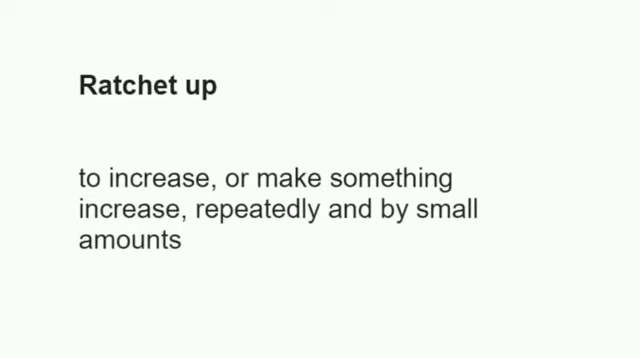 Ratchet up
to increase, or make something
increase, repeatedly and by small
amounts